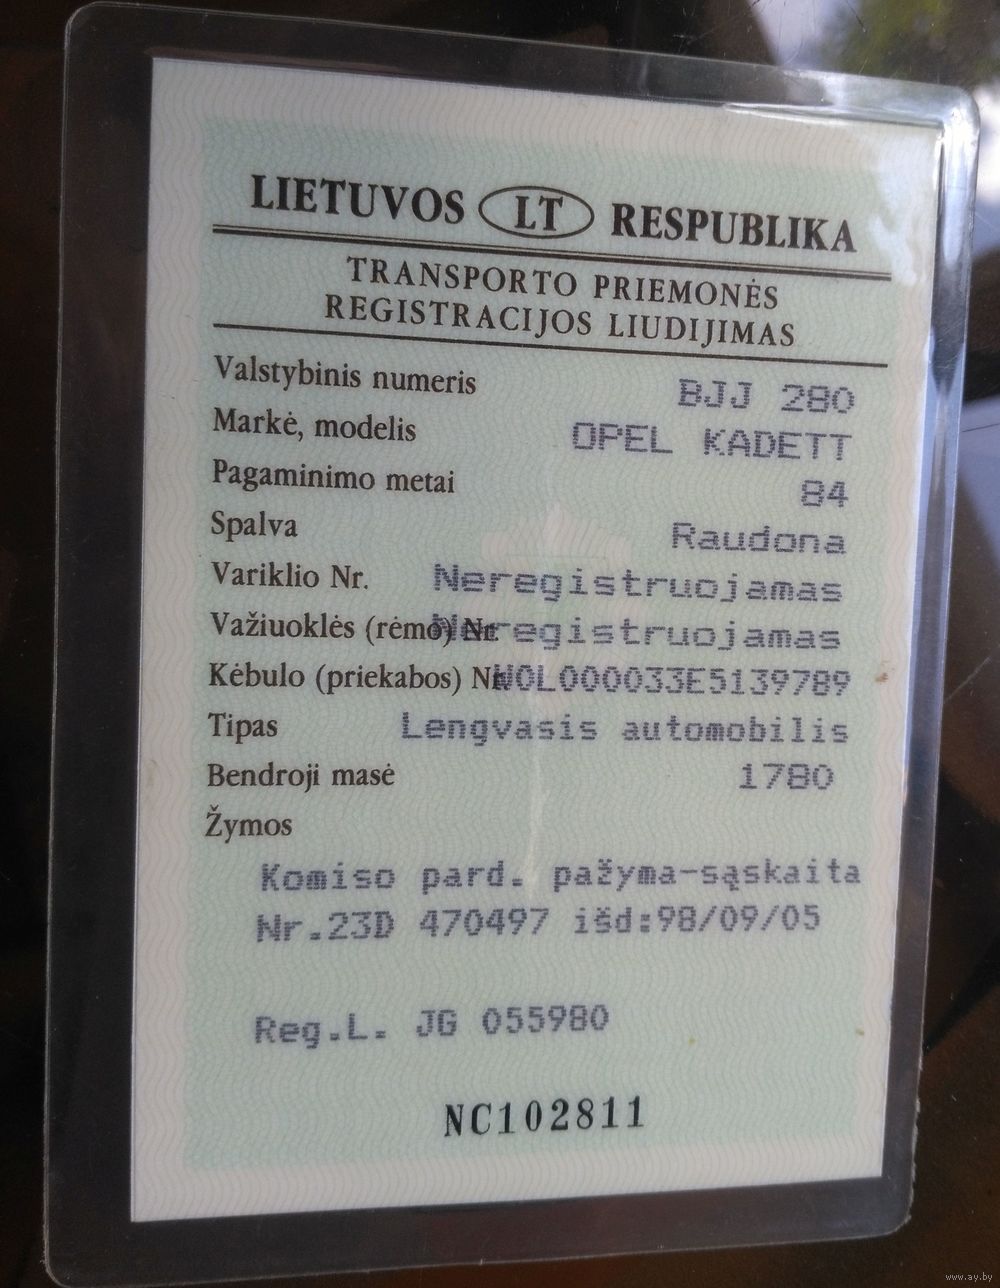 LIETUVOS LT RESPUBLIKA
TRANSPORTO PRIEMONĖS
REGISTRACIJOS LIUDIJIMAS
Valstybinis numeris BJJ 280
Markė, modelis OPEL KADETT
Pagaminimo metai 84
Spalva Raudona
Variklio Nr. Neregistruojamas
Važiuoklės (rėmo) Nr. Neregistruojamas
Kėbulo (priekabos) Nr. W0L000033E5139789
Tipas Lengvasis automobilis
Bendroji masė 1780
Žymos
Komiso pard. pažyma-sąskaita
Nr.23D 470497 išd:98/09/05
Reg.L. JG 055980
NC102811
www.ay.by